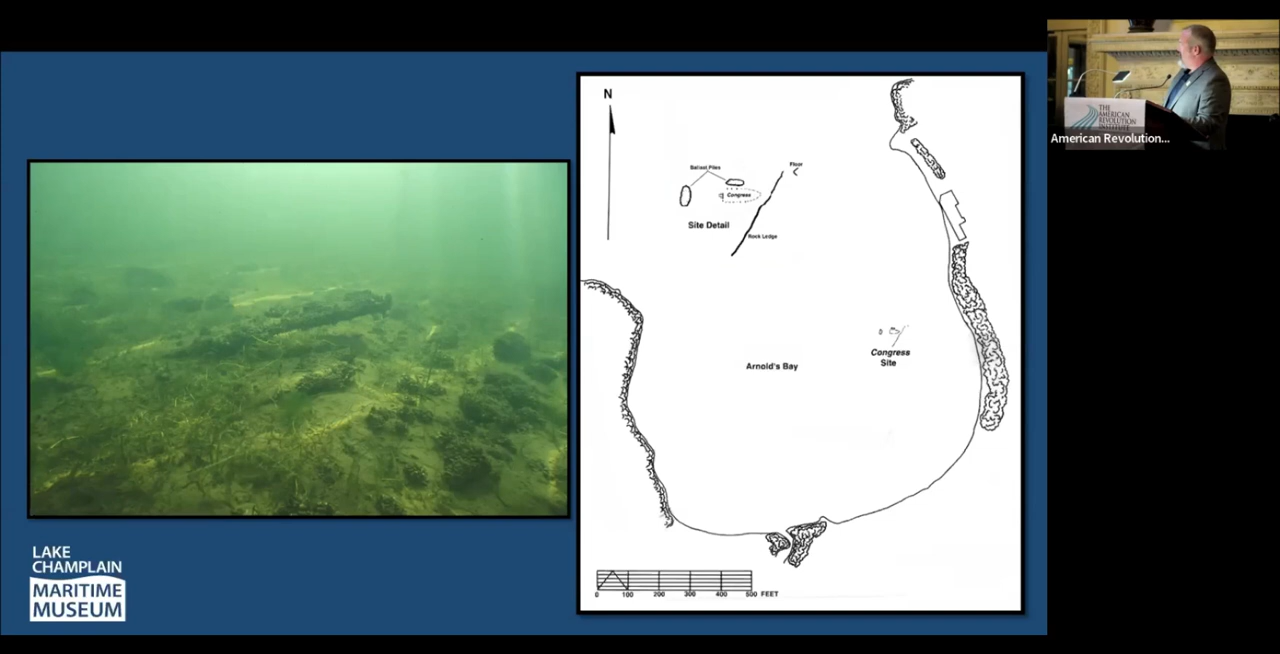 LAKE
CHAMPLAIN
MARITIME
MUSEUM
N
Ballast Piles
Floor
Congress
Site Detail
Rock Ledge
Arnold's Bay
Congress
Site
0 100 200 300 400 500 FEET
THE
AMERICAN
REVOLUTION
INSTITUTE
American Revolution...